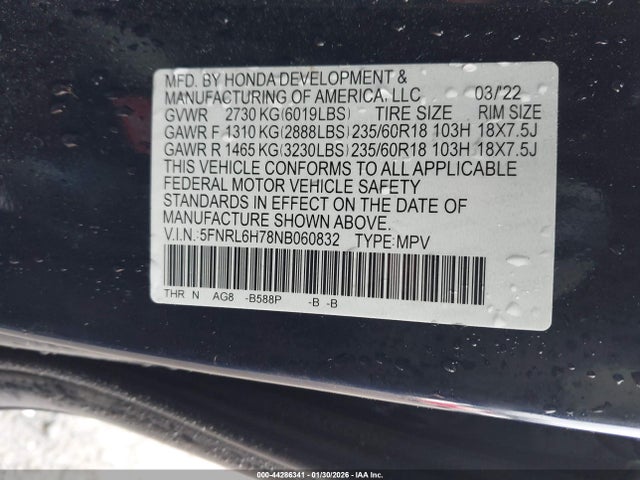 MFD. BY HONDA DEVELOPMENT &
MANUFACTURING OF AMERICA, LLC 03/'22
GVWR 2730 KG(6019LBS) TIRE SIZE RIM SIZE
GAWR F 1310 KG(2888LBS) 235/60R18 103H 18X7.5J
GAWR R 1465 KG(3230LBS) 235/60R18 103H 18X7.5J
THIS VEHICLE CONFORMS TO ALL APPLICABLE
FEDERAL MOTOR VEHICLE SAFETY
STANDARDS IN EFFECT ON THE DATE OF
MANUFACTURE SHOWN ABOVE.
V.I.N.: 5FNRL6H78NB060832 TYPE:MPV
THR N AG8 -B588P -B -B
000-44286341 - 01/30/2026 - IAA Inc.